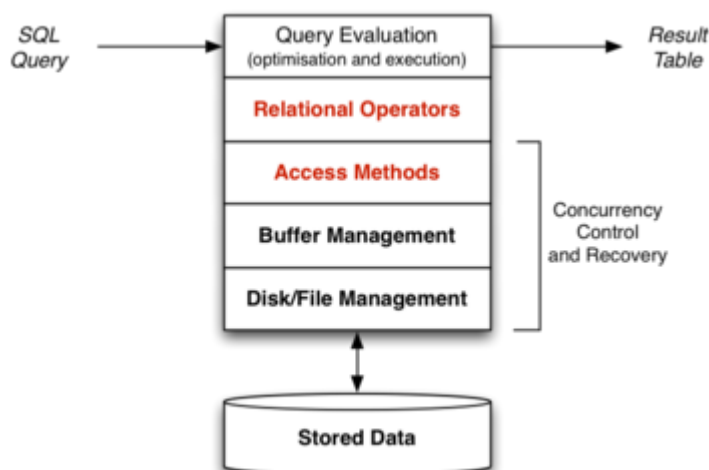 SQL
Query
Query Evaluation
(optimisation and execution)
Result
Table
Relational Operators
Access Methods
Buffer Management
Disk/File Management
Concurrency
Control
and Recovery
Stored Data